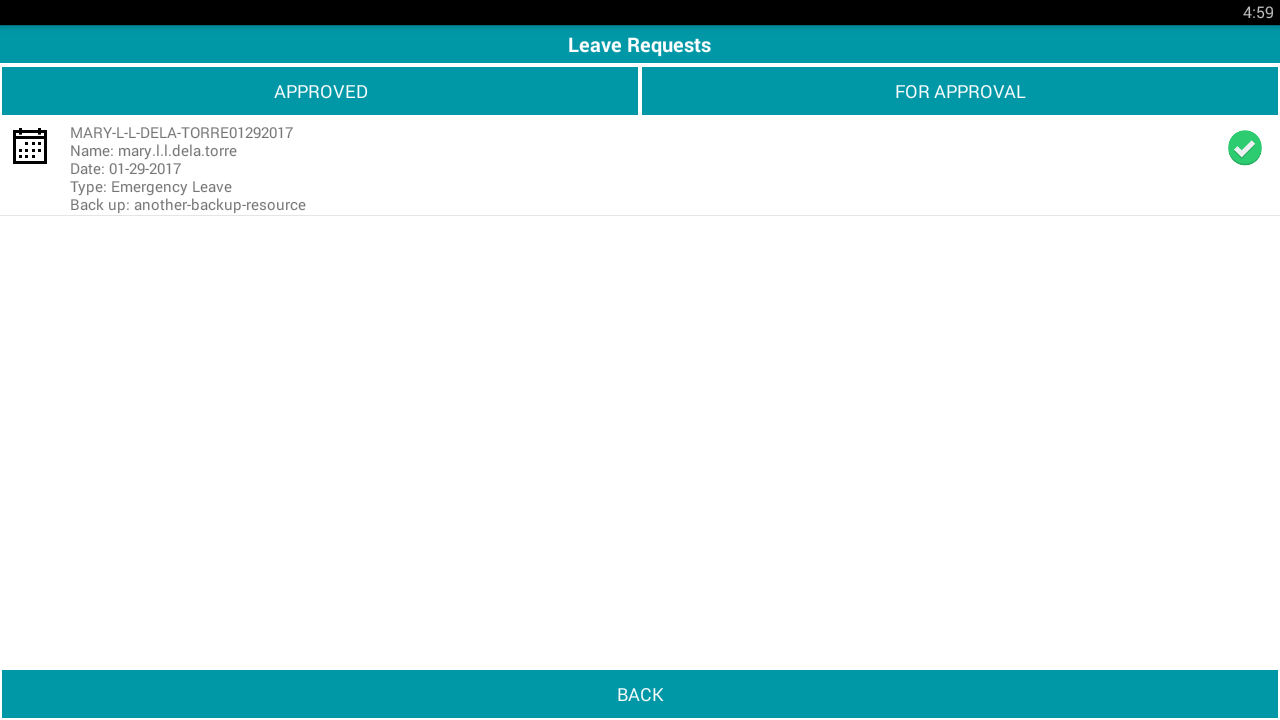 4:59
Leave Requests
APPROVED
FOR APPROVAL
MARY-L-L-DELA-TORRE01292017
Name: mary.l.l.dela.torre
Date: 01-29-2017
Type: Emergency Leave
Back up: another-backup-resource
BACK